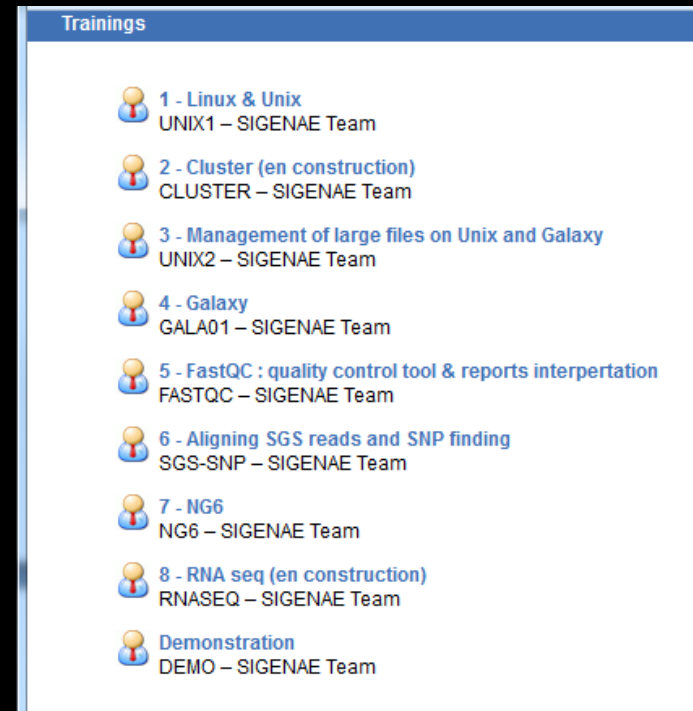 Trainings
1 - Linux & Unix
UNIX1 – SIGENAE Team
2 - Cluster (en construction)
CLUSTER – SIGENAE Team
3 - Management of large files on Unix and Galaxy
UNIX2 – SIGENAE Team
4 - Galaxy
GALA01 – SIGENAE Team
5 - FastQC : quality control tool & reports interpertation
FASTQC – SIGENAE Team
6 - Aligning SGS reads and SNP finding
SGS-SNP – SIGENAE Team
7 - NG6
NG6 – SIGENAE Team
8 - RNA seq (en construction)
RNASEQ – SIGENAE Team
Demonstration
DEMO – SIGENAE Team